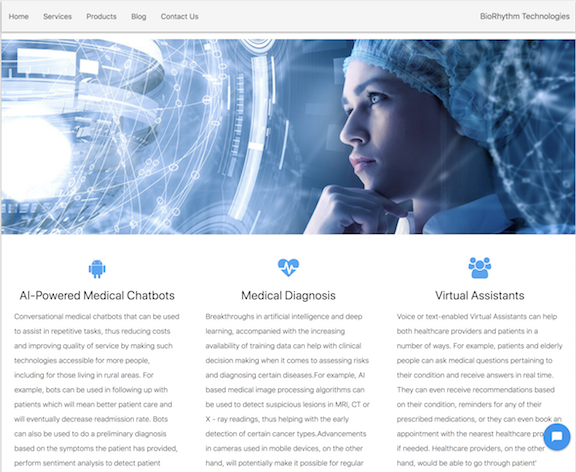 Home Services Products Blog Contact Us BioRhythm Technologies
AI-Powered Medical Chatbots
Conversational medical chatbots that can be used
to assist in repetitive tasks, thus reducing costs
and improving quality of service by making such
technologies accessible for more people,
including for those living in rural areas. For
example, bots can be used in following up with
patients which will mean better patient care and
will eventually decrease readmission rate. Bots
can also be used to do a preliminary diagnosis
based on the symptoms the patient has provided,
perform sentiment analysis to detect patient
Medical Diagnosis
Breakthroughs in artificial intelligence and deep
learning, accompanied with the increasing
availability of training data can help with clinical
decision making when it comes to assessing risks
and diagnosing certain diseases.For example, AI
based medical image processing algorithms can
be used to detect suspicious lesions in MRI, CT or
X - ray readings, thus helping with the early
detection of certain cancer types.Advancements
in cameras used in mobile devices, on the other
hand, will potentially make it possible for regular
Virtual Assistants
Voice or text-enabled Virtual Assistants can help
both healthcare providers and patients in a
number of ways. For example, patients and elderly
people can ask medical questions pertaining to
their condition and receive answers in real time.
They can even receive recommendations based
on their condition, reminders for any of their
prescribed medications, or they can even book an
appointment with the nearest healthcare
if needed. Healthcare providers, on the other
hand, would be able to go through patient'